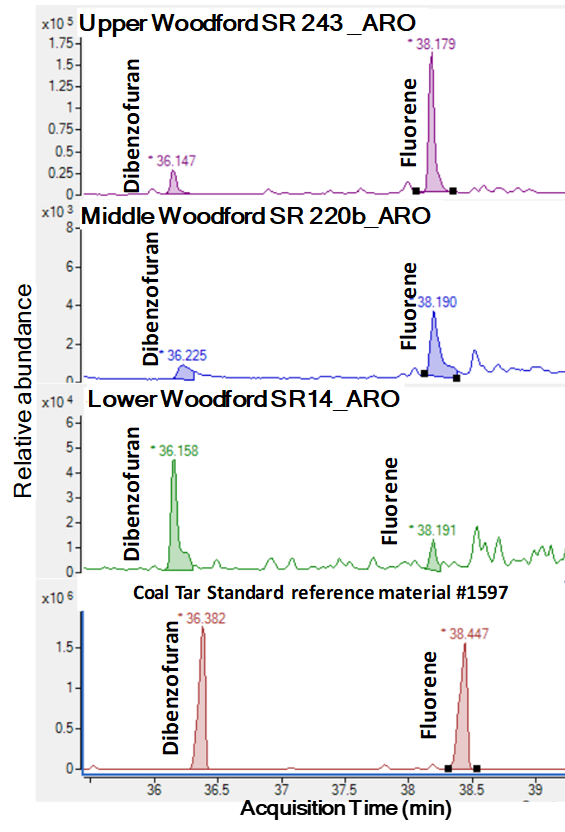 Upper Woodford SR 243 _ARO
x10 5
1.75
1.5
1.25
1
0.75
0.5
0.25
0
Dibenzofuran
* 36.147
Fluorene
* 38.179
Middle Woodford SR 220b_ARO
x10 3
8
6
4
2
0
Dibenzofuran
* 36.225
Fluorene
* 38.190
Relative abundance
Lower Woodford SR14_ARO
x10 4
6
5
4
3
2
1
0
Dibenzofuran
* 36.158
Fluorene
* 38.191
Coal Tar Standard reference material #1597
x10 6
1.5
1
0.5
0
Dibenzofuran
* 36.382
Fluorene
* 38.447
36 36.5 37 37.5 38 38.5 39
Acquisition Time (min)